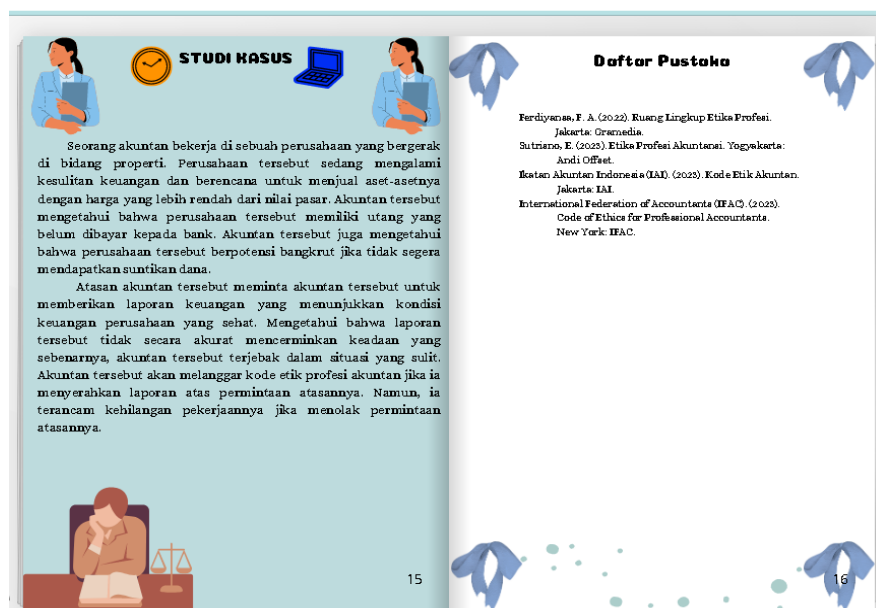 STUDI KASUS
Seorang akuntan bekerja di sebuah perusahaan yang bergerak
di bidang properti. Perusahaan tersebut sedang mengalami
kesulitan keuangan dan berencana untuk menjual aset-asetnya
dengan harga yang lebih rendah dari nilai pasar. Akuntan tersebut
mengetahui bahwa perusahaan tersebut memiliki utang yang
belum dibayar kepada bank. Akuntan tersebut juga mengetahui
bahwa perusahaan tersebut berpotensi bangkrut jika tidak segera
mendapatkan suntikan dana.
Atasan akuntan tersebut meminta akuntan tersebut untuk
memberikan laporan keuangan yang menunjukkan kondisi
keuangan perusahaan yang sehat. Mengetahui bahwa laporan
tersebut tidak secara akurat mencerminkan keadaan yang
sebenarnya, akuntan tersebut terjebak dalam situasi yang sulit.
Akuntan tersebut akan melanggar kode etik profesi akuntan jika ia
menyerahkan laporan atas permintaan atasannya. Namun, ia
terancam kehilangan pekerjaannya jika menolak permintaan
atasannya.
15
Daftar Pustaka
Ferdiyansa, F. A. (2022). Ruang Lingkup Etika Profesi.
Jakarta: Gramedia.
Sutrisno, E. (2023). Etika Profesi Akuntansi. Yogyakarta:
Andi Offset.
Ikatan Akuntan Indonesia (IAI). (2023). Kode Etik Akuntan.
Jakarta: IAI.
International Federation of Accountants (IFAC). (2023).
Code of Ethics for Professional Accountants.
New York: IFAC.
16